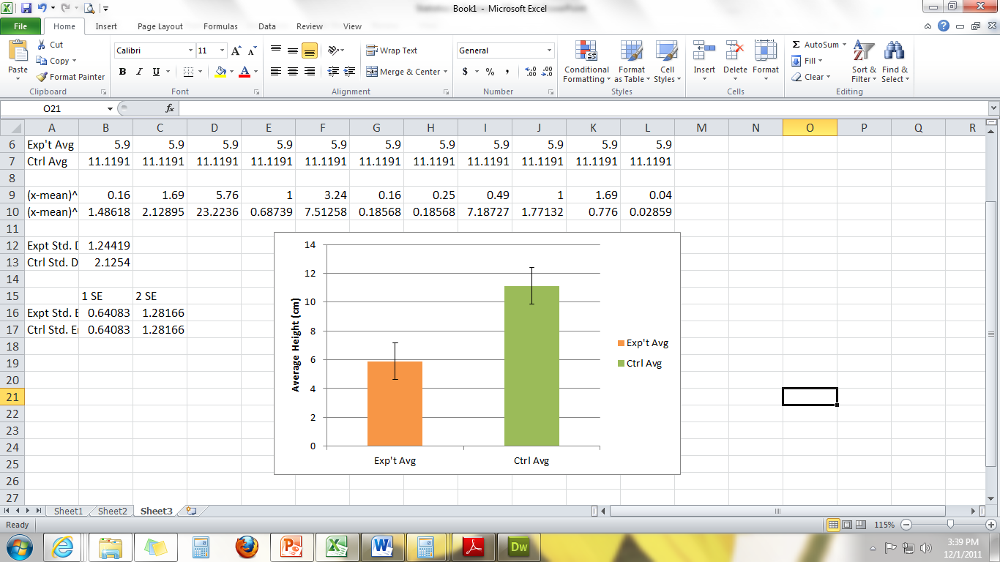 Book1 - Microsoft Excel
File Home Insert Page Layout Formulas Data Review View
Paste Cut Copy Format Painter
Calibri 11 B I U
Wrap Text Merge & Center
General $ % ,
Conditional Formatting Format as Table Cell Styles
Insert Delete Format
Σ AutoSum Fill Clear Sort & Filter Find & Select
Clipboard Font Alignment Number Styles Cells Editing
O21 fx
A B C D E F G H I J K L M N O P Q R
6 Exp't Avg 5.9 5.9 5.9 5.9 5.9 5.9 5.9 5.9 5.9 5.9 5.9
7 Ctrl Avg 11.1191 11.1191 11.1191 11.1191 11.1191 11.1191 11.1191 11.1191 11.1191 11.1191 11.1191
8
9 (x-mean)^ 0.16 1.69 5.76 1 3.24 0.16 0.25 0.49 1 1.69 0.04
10 (x-mean)^ 1.48618 2.12895 23.2236 0.68739 7.51258 0.18568 0.18568 7.18727 1.77132 0.776 0.02859
11
12 Expt Std. D 1.24419
13 Ctrl Std. D 2.1254
14
15 1 SE 2 SE
16 Expt Std. E 0.64083 1.28166
17 Ctrl Std. Er 0.64083 1.28166
18
19
20
21
22
23
24
25
26
27
14
12
10
8
6
4
2
0
Average Height (cm)
Exp't Avg Ctrl Avg
Exp't Avg
Ctrl Avg
Sheet1 Sheet2 Sheet3
Ready 115%
Dw
3:39 PM
12/1/2011